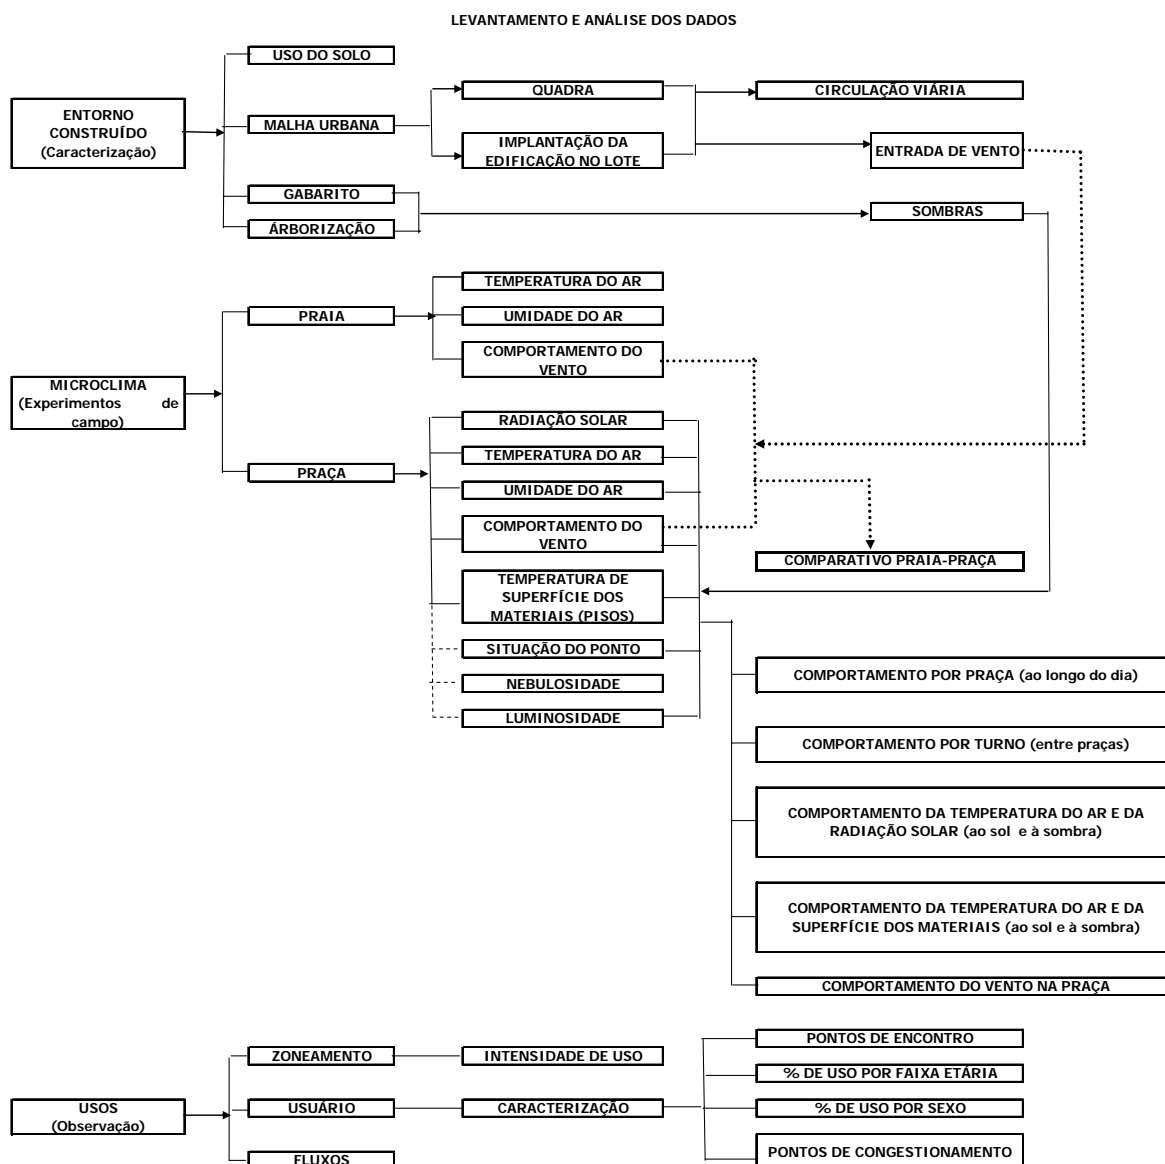 LEVANTAMENTO E ANÁLISE DOS DADOS
ENTORNO
CONSTRUÍDO
(Caracterização)
USO DO SOLO
MALHA URBANA
GABARITO
ÁRBORIZAÇÃO
QUADRA
IMPLANTAÇÃO DA
EDIFICAÇÃO NO LOTE
CIRCULAÇÃO VIÁRIA
ENTRADA DE VENTO
SOMBRAS
MICROCLIMA
(Experimentos de
campo)
PRAIA
TEMPERATURA DO AR
UMIDADE DO AR
COMPORTAMENTO DO
VENTO
PRAÇA
RADIAÇÃO SOLAR
TEMPERATURA DO AR
UMIDADE DO AR
COMPORTAMENTO DO
VENTO
TEMPERATURA DE
SUPERFÍCIE DOS
MATERIAIS (PISOS)
SITUAÇÃO DO PONTO
NEBULOSIDADE
LUMINOSIDADE
COMPARATIVO PRAIA-PRAÇA
COMPORTAMENTO POR PRAÇA (ao longo do dia)
COMPORTAMENTO POR TURNO (entre praças)
COMPORTAMENTO DA TEMPERATURA DO AR E DA
RADIAÇÃO SOLAR (ao sol e à sombra)
COMPORTAMENTO DA TEMPERATURA DO AR E DA
SUPERFÍCIE DOS MATERIAIS (ao sol e à sombra)
COMPORTAMENTO DO VENTO NA PRAÇA
USOS
(Observação)
ZONEAMENTO
USUÁRIO
FLUXOS
INTENSIDADE DE USO
CARACTERIZAÇÃO
PONTOS DE ENCONTRO
% DE USO POR FAIXA ETÁRIA
% DE USO POR SEXO
PONTOS DE CONGESTIONAMENTO